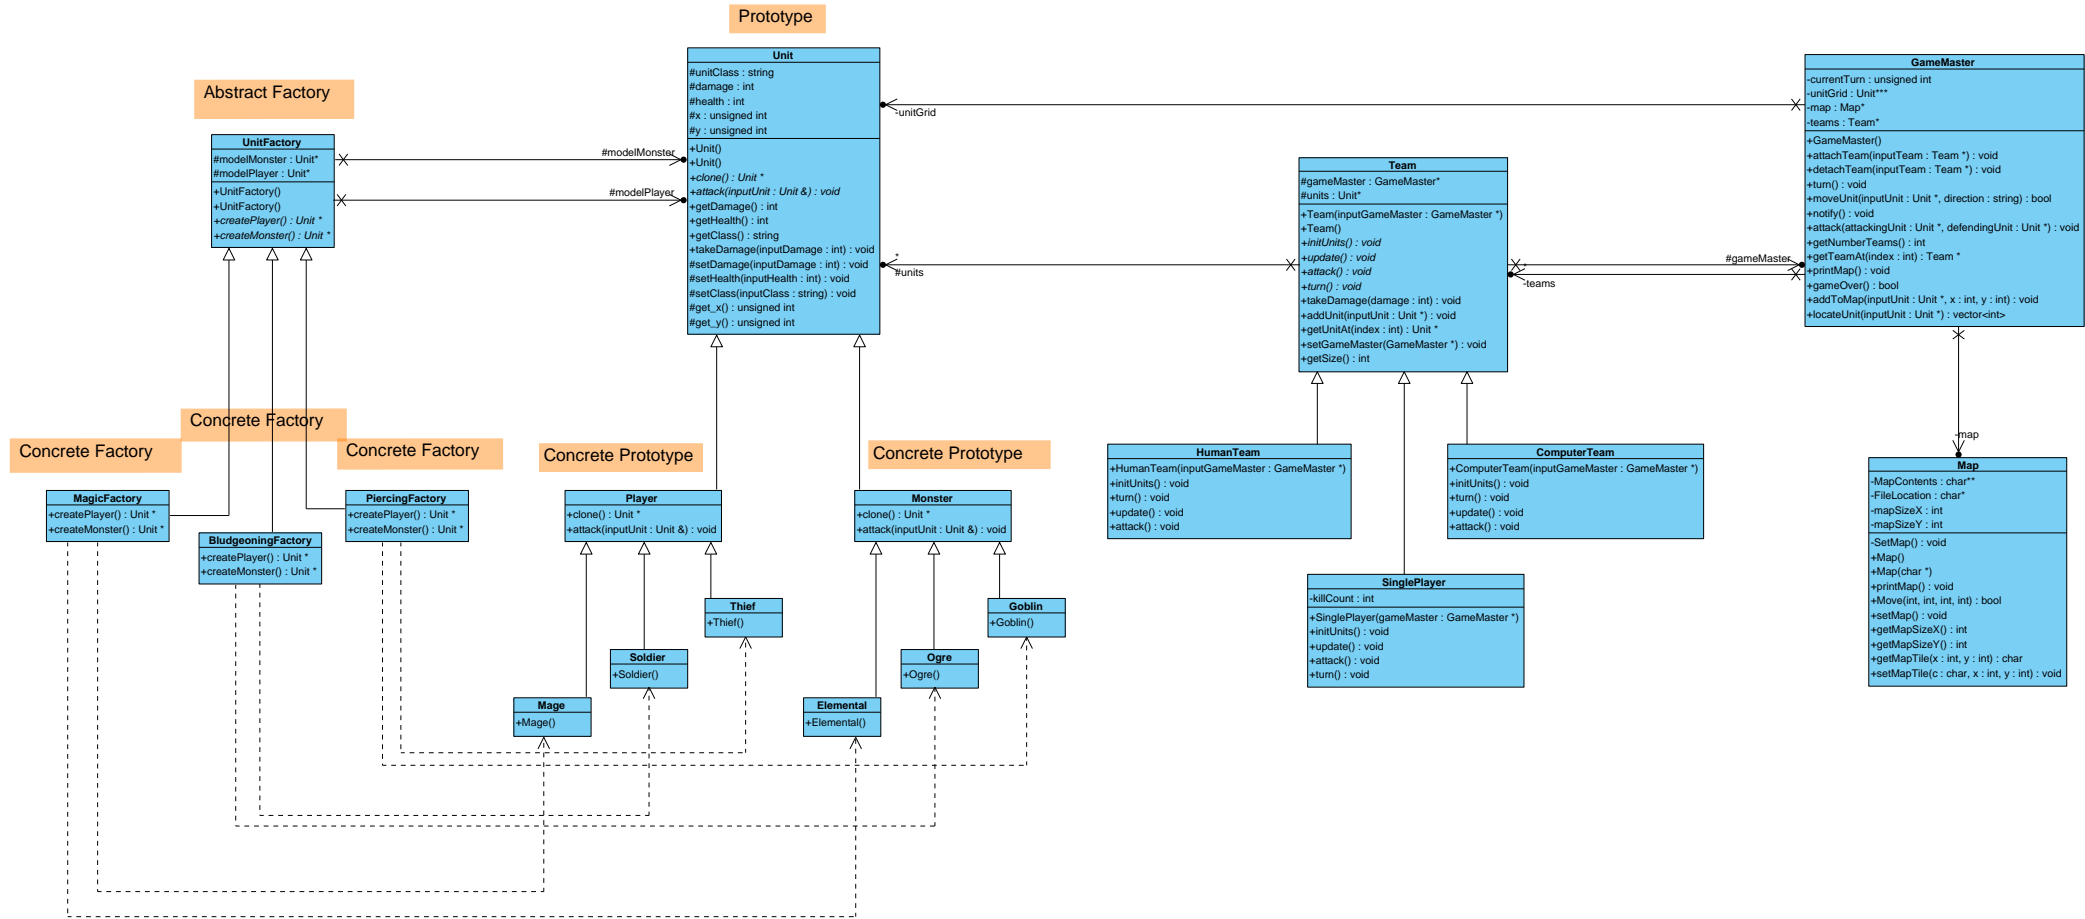 Prototype
Unit
#unitClass : string
#damage : int
#health : int
#x : unsigned int
#y : unsigned int
+Unit()
+Unit()
+clone() : Unit *
+attack(inputUnit : Unit &) : void
+getDamage() : int
+getHealth() : int
+getClass() : string
+takeDamage(inputDamage : int) : void
#setDamage(inputDamage : int) : void
#setHealth(inputHealth : int) : void
#setClass(inputClass : string) : void
#get_x() : unsigned int
#get_y() : unsigned int
Abstract Factory
UnitFactory
#modelMonster : Unit*
#modelPlayer : Unit*
+UnitFactory()
+UnitFactory()
+createPlayer() : Unit *
+createMonster() : Unit *
#modelMonster
#modelPlayer
-unitGrid
*
#units
GameMaster
-currentTurn : unsigned int
-unitGrid : Unit***
-map : Map*
-teams : Team*
+GameMaster()
+attachTeam(inputTeam : Team *) : void
+detachTeam(inputTeam : Team *) : void
+turn() : void
+moveUnit(inputUnit : Unit *, direction : string) : bool
+notify() : void
+attack(attackingUnit : Unit *, defendingUnit : Unit *) : void
+getNumberTeams() : int
+getTeamAt(index : int) : Team *
+printMap() : void
+gameOver() : bool
+addToMap(inputUnit : Unit *, x : int, y : int) : void
+locateUnit(inputUnit : Unit *) : vector<int>
Team
#gameMaster : GameMaster*
#units : Unit*
+Team(inputGameMaster : GameMaster *)
+Team()
+initUnits() : void
+update() : void
+attack() : void
+turn() : void
+takeDamage(damage : int) : void
+addUnit(inputUnit : Unit *) : void
+getUnitAt(index : int) : Unit *
+setGameMaster(GameMaster *) : void
+getSize() : int
#gameMaster
*
-teams
-map
Concrete Factory
Concrete Factory
Concrete Factory
Concrete Prototype
Concrete Prototype
MagicFactory
+createPlayer() : Unit *
+createMonster() : Unit *
BludgeoningFactory
+createPlayer() : Unit *
+createMonster() : Unit *
PiercingFactory
+createPlayer() : Unit *
+createMonster() : Unit *
Player
+clone() : Unit *
+attack(inputUnit : Unit &) : void
Monster
+clone() : Unit *
+attack(inputUnit : Unit &) : void
HumanTeam
+HumanTeam(inputGameMaster : GameMaster *)
+initUnits() : void
+turn() : void
+update() : void
+attack() : void
ComputerTeam
+ComputerTeam(inputGameMaster : GameMaster *)
+initUnits() : void
+turn() : void
+update() : void
+attack() : void
Map
-MapContents : char**
-FileLocation : char*
-mapSizeX : int
-mapSizeY : int
-SetMap() : void
+Map()
+Map(char *)
+printMap() : void
+Move(int, int, int, int) : bool
+setMap() : void
+getMapSizeX() : int
+getMapSizeY() : int
+getMapTile(x : int, y : int) : char
+setMapTile(c : char, x : int, y : int) : void
SinglePlayer
-killCount : int
+SinglePlayer(gameMaster : GameMaster *)
+initUnits() : void
+update() : void
+attack() : void
+turn() : void
Thief
+Thief()
Goblin
+Goblin()
Soldier
+Soldier()
Ogre
+Ogre()
Mage
+Mage()
Elemental
+Elemental()